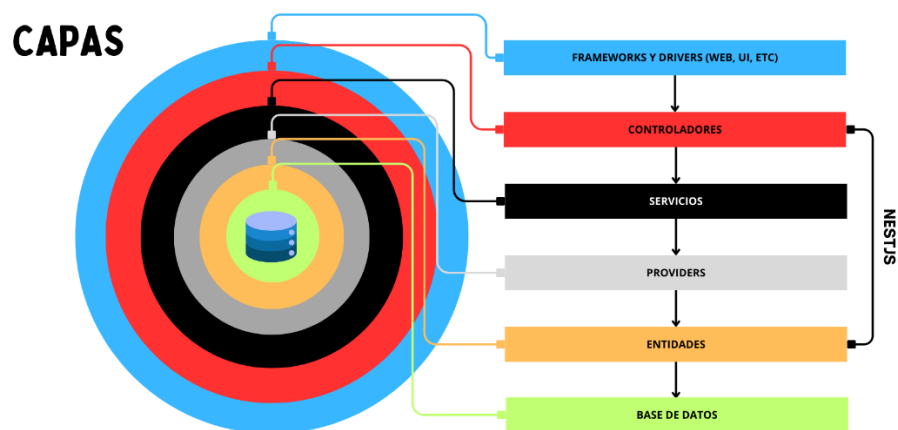 CAPAS
FRAMEWORKS Y DRIVERS (WEB, UI, ETC)
CONTROLADORES
SERVICIOS
PROVIDERS
ENTIDADES
BASE DE DATOS
NESTJS